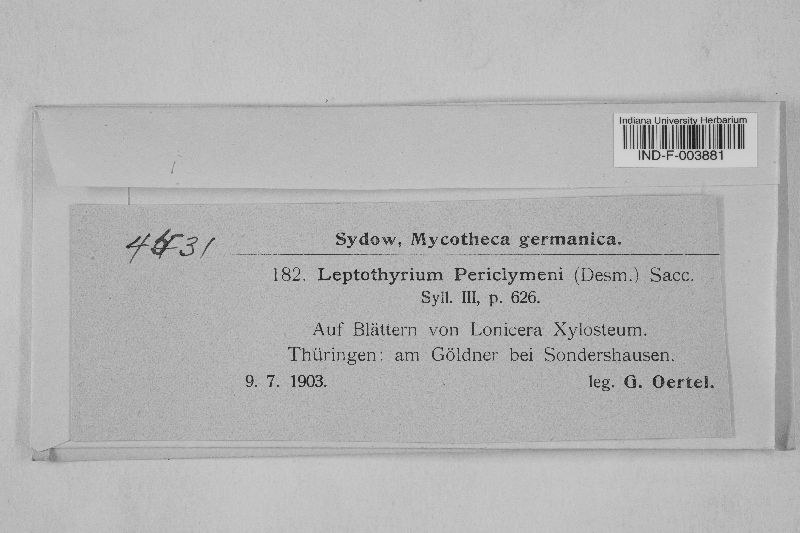 Indiana University Herbarium
IND-F-003881
Sydow, Mycotheca germanica.
182. Leptothyrium Periclymeni (Desm.) Sacc.
Syll. III, p. 626.
Auf Blättern von Lonicera Xylosteum.
Thüringen: am Göldner bei Sondershausen.
9. 7. 1903. leg. G. Oertel.